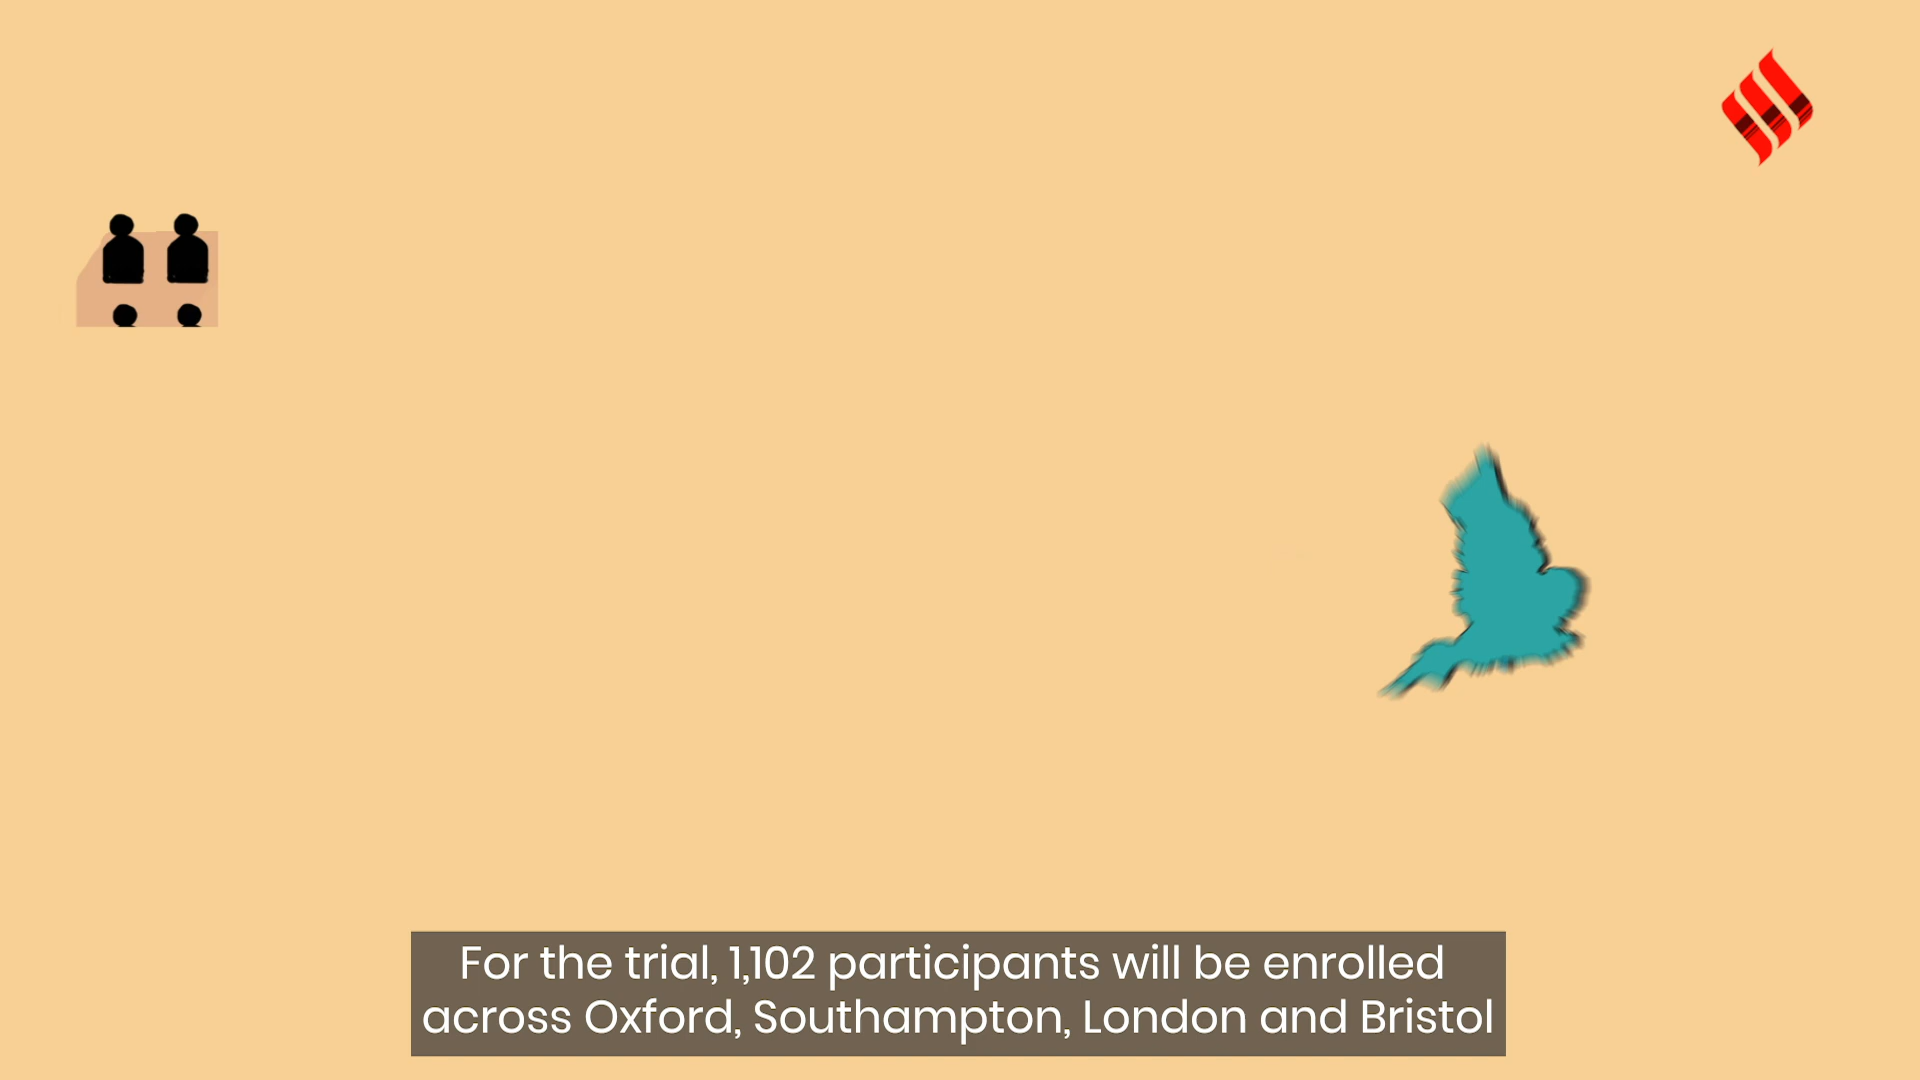 For the trial, 1,102 participants will be enrolled
across Oxford, Southampton, London and Bristol